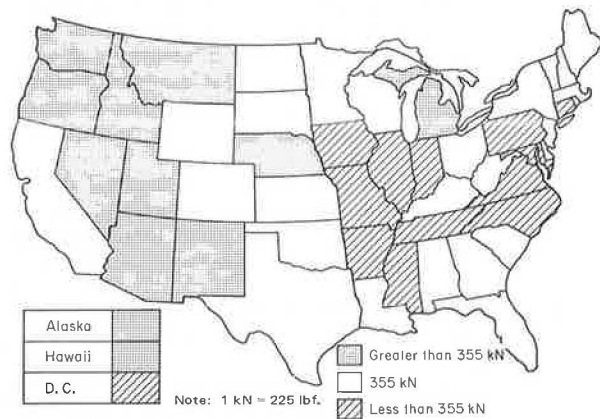 Alaska
Hawaii
D. C.
Note: 1 kN = 225 lbf.
Greater than 355 kN
355 kN
Less than 355 kN